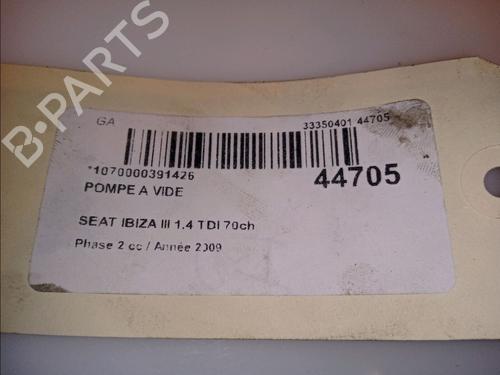 B-PARTS
GA
33350401 44705
*1070000391426
44705
POMPE A VIDE
SEAT IBIZA III 1.4 TDI 70ch
Phase 2 cc / Année 2009